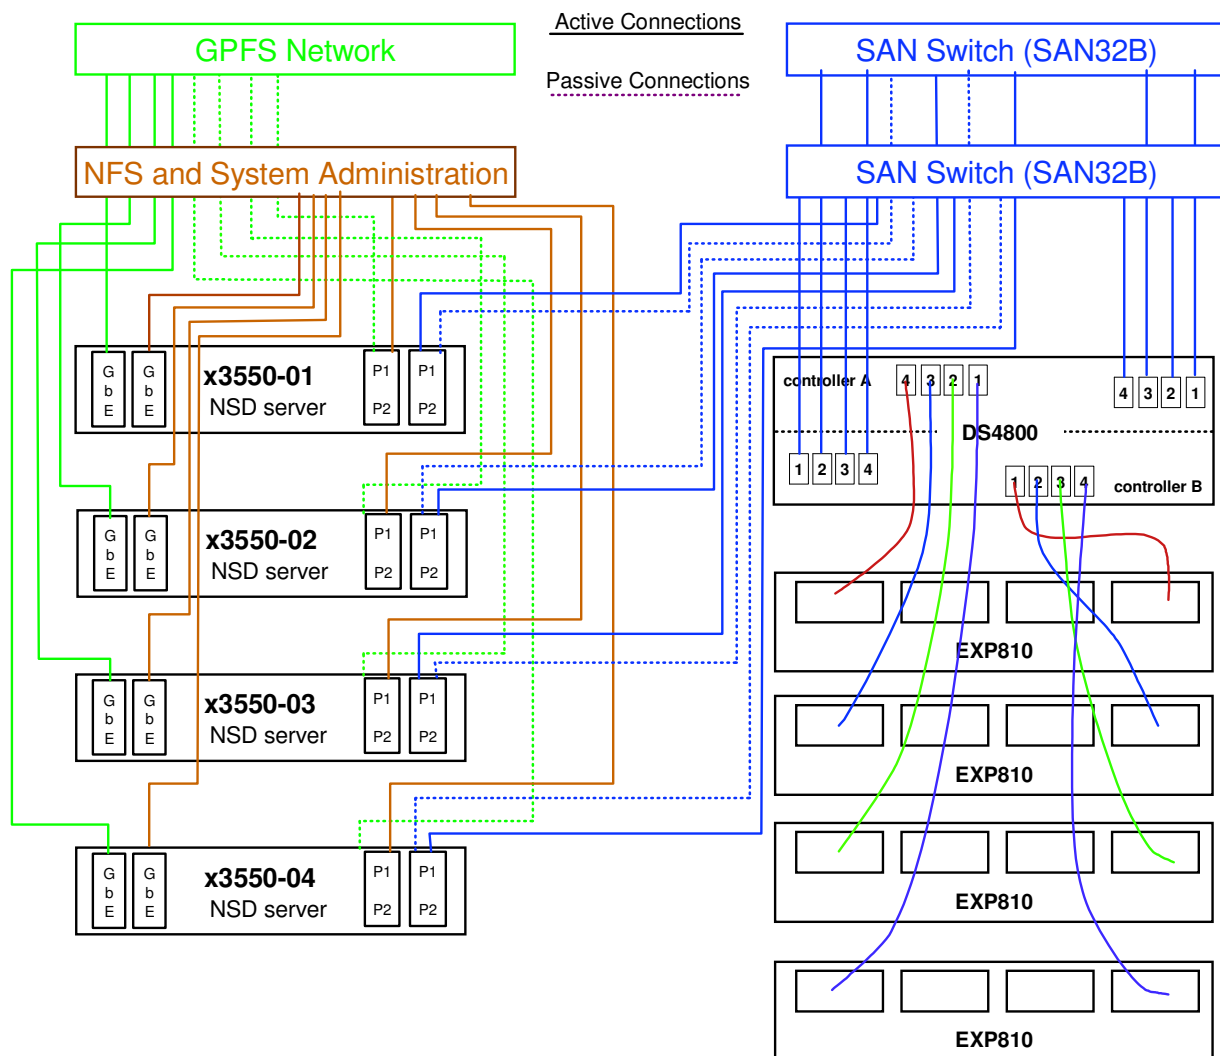 GPFS Network
Active Connections
SAN Switch (SAN32B)
Passive Connections
NFS and System Administration
SAN Switch (SAN32B)
G b E
x3550-01
NSD server
P1 P1
P2 P2
controller A
4 3 2 1
4 3 2 1
DS4800
1 2 3 4
1 2 3 4
controller B
G b E
G b E
x3550-02
NSD server
P1 P1
P2 P2
EXP810
G b E
G b E
x3550-03
NSD server
P1 P1
P2 P2
EXP810
G b E
G b E
x3550-04
NSD server
P1 P1
P2 P2
EXP810
EXP810
G b E